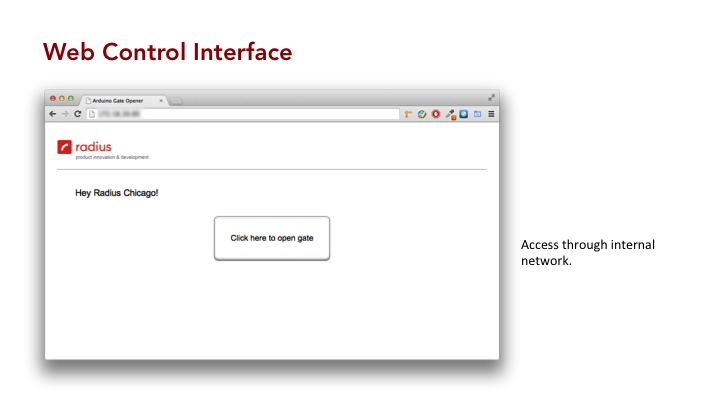 Web Control Interface
Arduino Gate Opener
radius
product innovation & development
Hey Radius Chicago!
Click here to open gate
Access through internal
network.